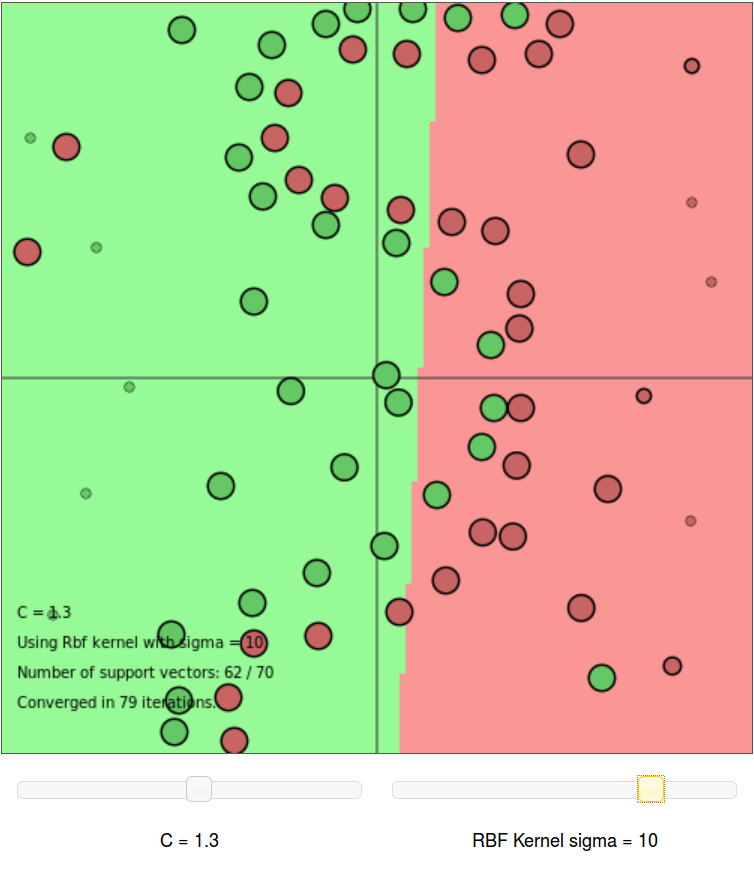 C = 1.3
Using Rbf kernel with sigma = 10
Number of support vectors: 62 / 70
Converged in 79 iterations.
C = 1.3
RBF Kernel sigma = 10